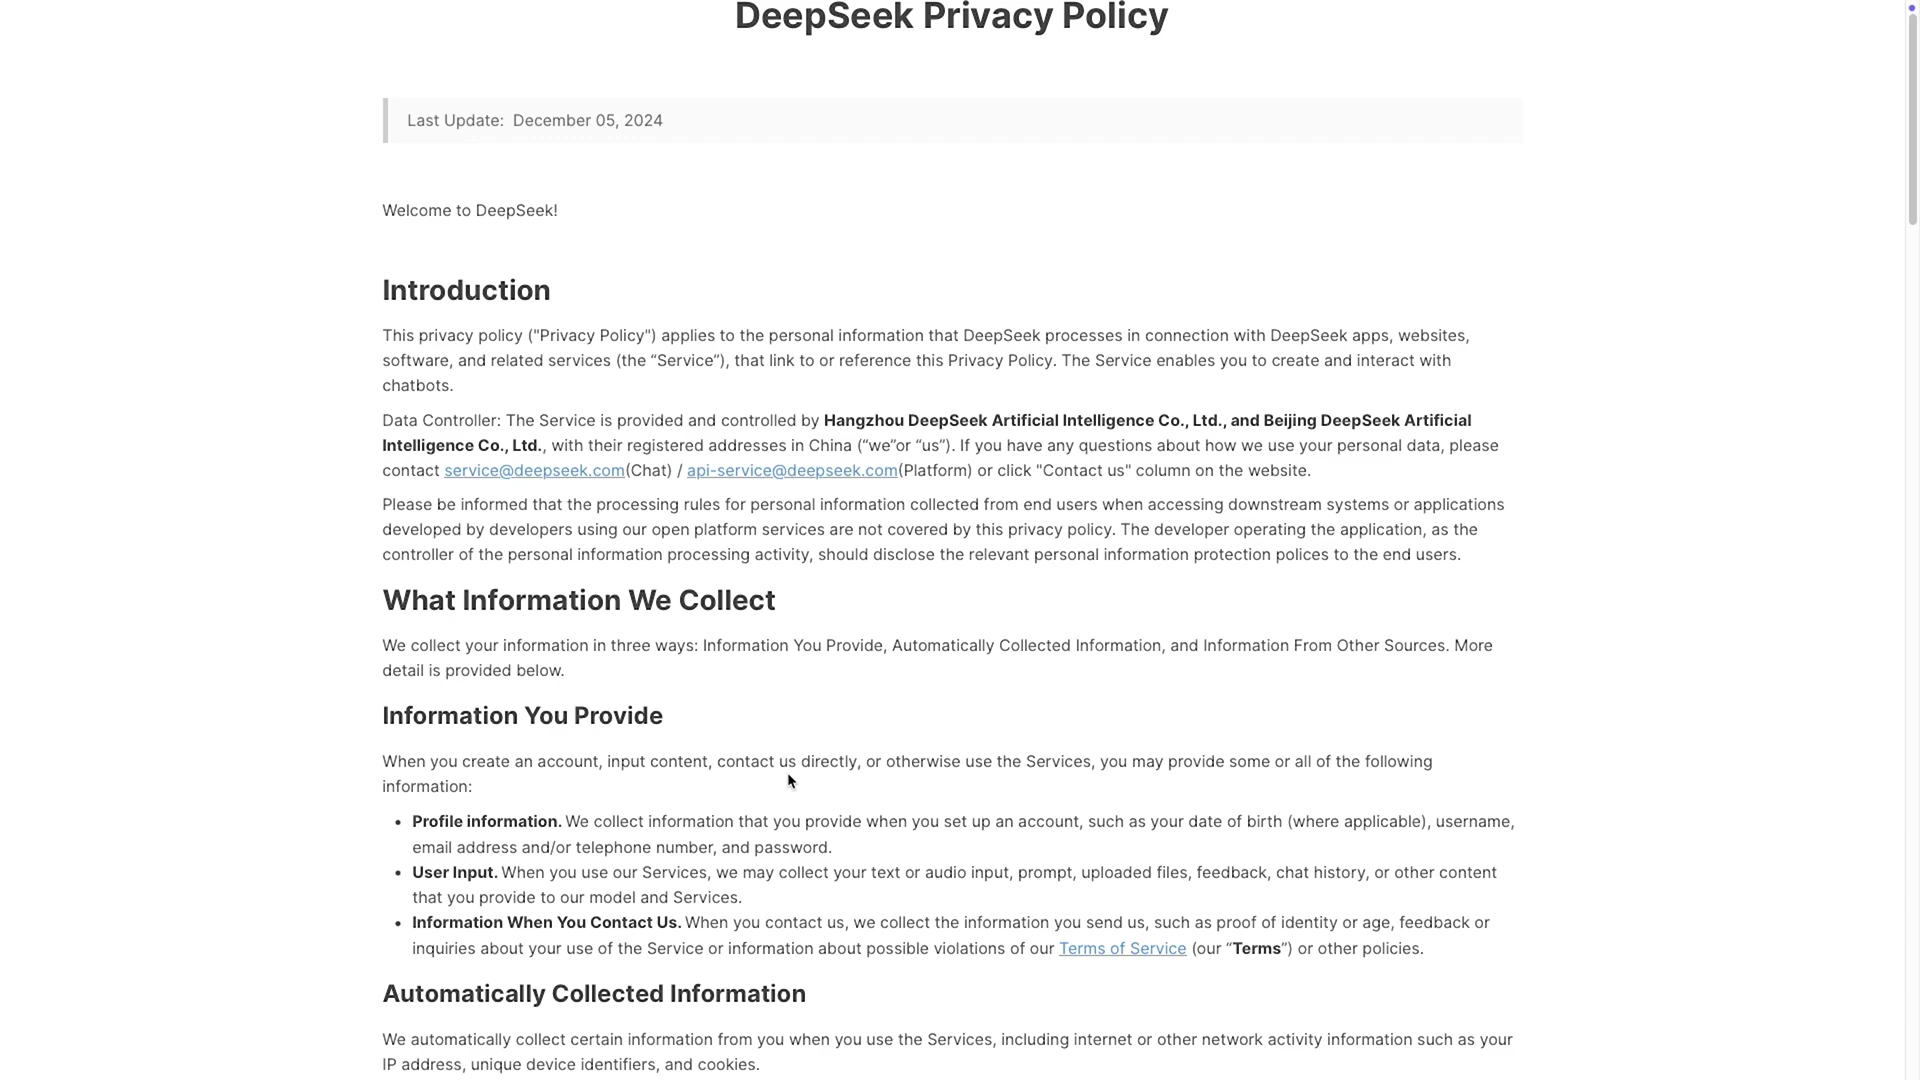 DeepSeek Privacy Policy
Last Update:  December 05, 2024
Welcome to DeepSeek!
Introduction
This privacy policy ("Privacy Policy") applies to the personal information that DeepSeek processes in connection with DeepSeek apps, websites,
software, and related services (the “Service”), that link to or reference this Privacy Policy. The Service enables you to create and interact with
chatbots.
Data Controller: The Service is provided and controlled by Hangzhou DeepSeek Artificial Intelligence Co., Ltd., and Beijing DeepSeek Artificial
Intelligence Co., Ltd., with their registered addresses in China (“we”or “us”). If you have any questions about how we use your personal data, please
contact service@deepseek.com(Chat) / api-service@deepseek.com(Platform) or click "Contact us" column on the website.
Please be informed that the processing rules for personal information collected from end users when accessing downstream systems or applications
developed by developers using our open platform services are not covered by this privacy policy. The developer operating the application, as the
controller of the personal information processing activity, should disclose the relevant personal information protection polices to the end users.
What Information We Collect
We collect your information in three ways: Information You Provide, Automatically Collected Information, and Information From Other Sources. More
detail is provided below.
Information You Provide
When you create an account, input content, contact us directly, or otherwise use the Services, you may provide some or all of the following
information:
• Profile information. We collect information that you provide when you set up an account, such as your date of birth (where applicable), username,
email address and/or telephone number, and password.
• User Input. When you use our Services, we may collect your text or audio input, prompt, uploaded files, feedback, chat history, or other content
that you provide to our model and Services.
• Information When You Contact Us. When you contact us, we collect the information you send us, such as proof of identity or age, feedback or
inquiries about your use of the Service or information about possible violations of our Terms of Service (our “Terms”) or other policies.
Automatically Collected Information
We automatically collect certain information from you when you use the Services, including internet or other network activity information such as your
IP address, unique device identifiers, and cookies.